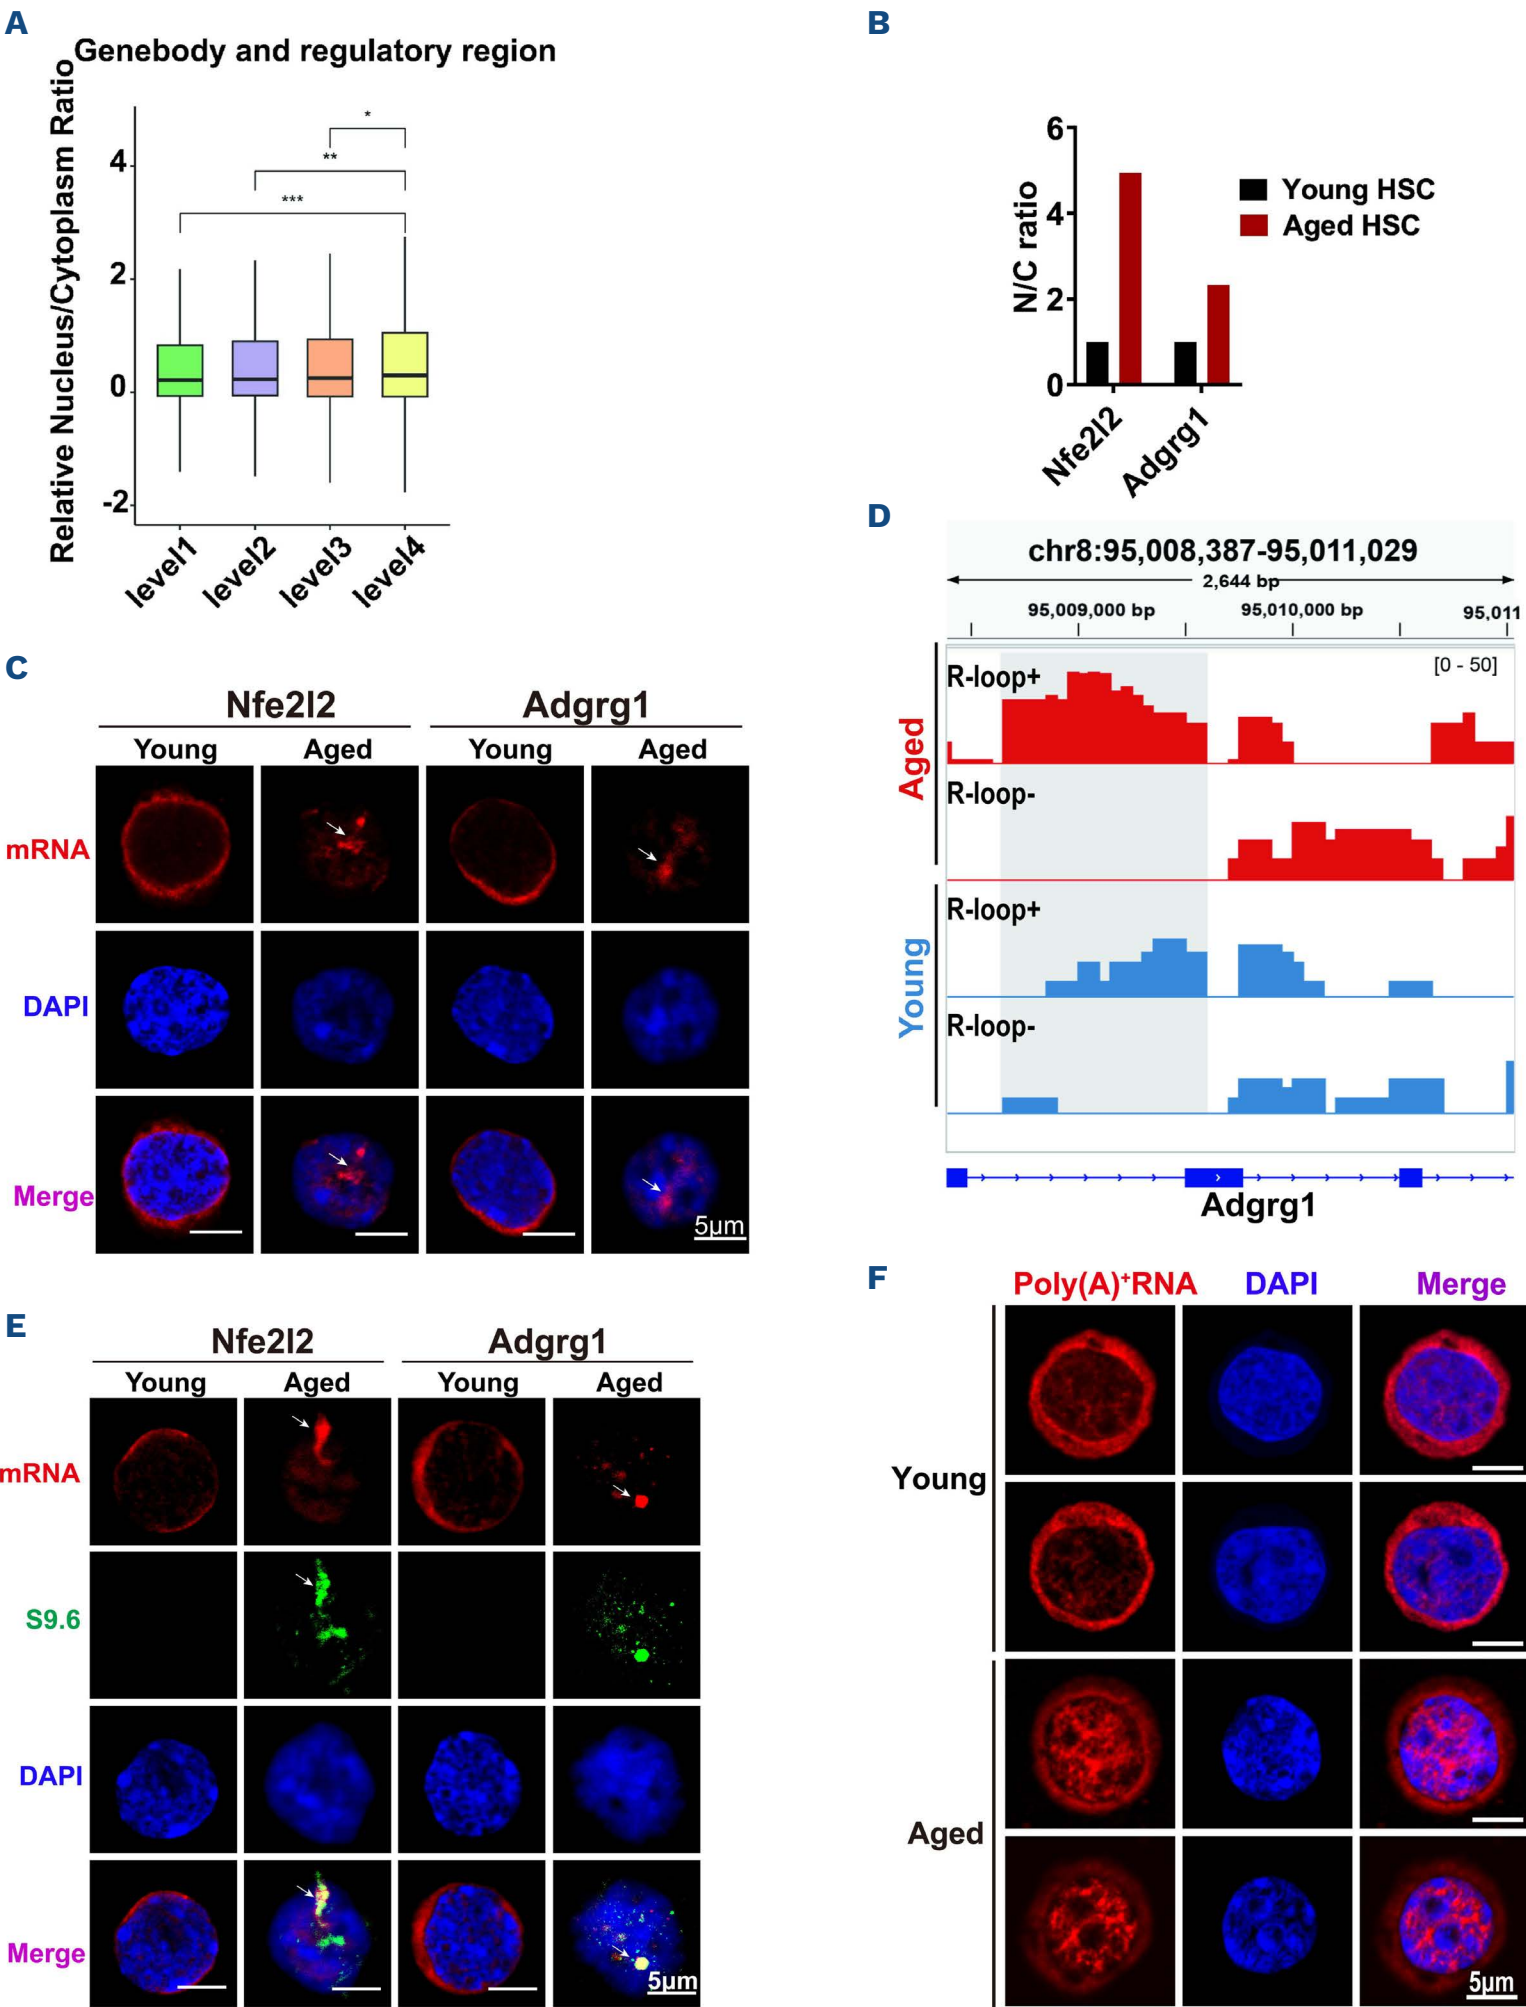 A
Genebody and regulatory region
Relative Nucleus/Cytoplasm Ratio
4
2
0
-2
*
**
***
level1
level2
level3
level4
B
N/C ratio
6
4
2
0
Young HSC
Aged HSC
Nfe2l2
Adgrg1
C
Nfe2l2
Adgrg1
Young
Aged
Young
Aged
mRNA
DAPI
Merge
5µm
D
chr8:95,008,387-95,011,029
2,644 bp
95,009,000 bp
95,010,000 bp
95,011
[0 - 50]
Aged
R-loop+
R-loop-
Young
R-loop+
R-loop-
Adgrg1
E
Nfe2l2
Adgrg1
Young
Aged
Young
Aged
mRNA
S9.6
DAPI
Merge
5µm
F
Poly(A)⁺RNA
DAPI
Merge
Young
Aged
5µm